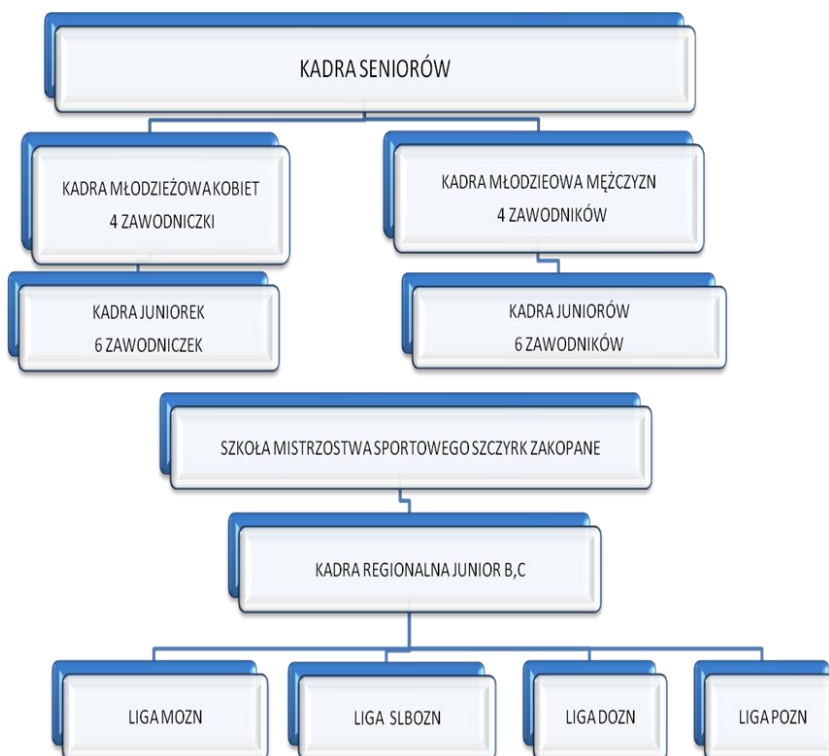 KADRA SENIORÓW
KADRA MŁODZIEŻOWA KOBIET
4 ZAWODNICZKI
KADRA MŁODZIEOWA MĘŻCZYZN
4 ZAWODNIKÓW
KADRA JUNIOREK
6 ZAWODNICZEK
KADRA JUNIORÓW
6 ZAWODNIKÓW
SZKOŁA MISTRZOSTWA SPORTOWEGO SZCZYRK ZAKOPANE
KADRA REGIONALNA JUNIOR B,C
LIGA MOZN
LIGA SLBOZN
LIGA DOZN
LIGA POZN